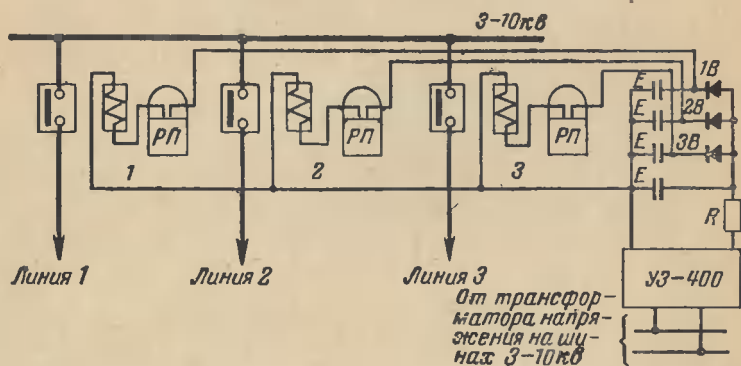 3-10кв
1В
Е
РП
РП
РП
Е
2В
Е
3В
1
2
3
Е
R
Линия 1
Линия 2
Линия 3
УЗ-400
От трансфор-
матора напря-
жения на ши-
нах 3-10кв